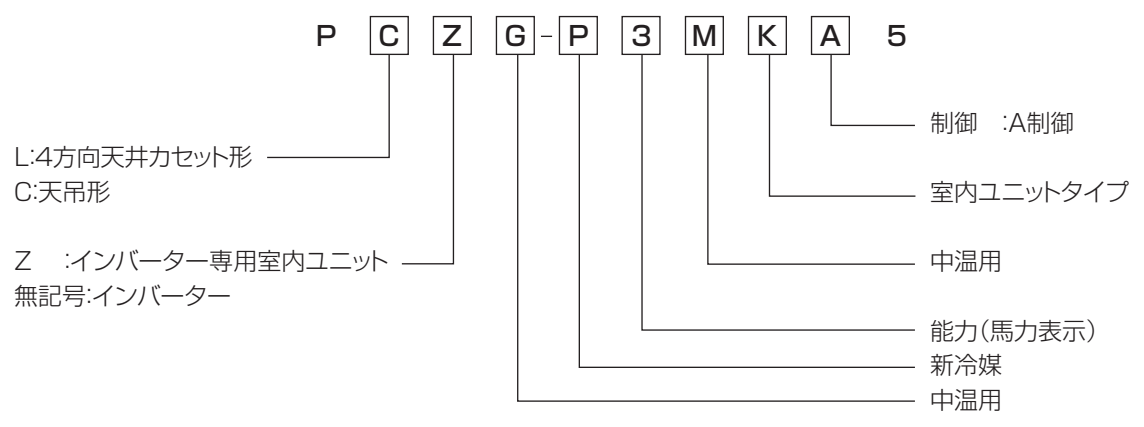 P C Z G-P 3 M K A 5
制御 :A制御
L:4方向天井カセット形
C:天吊形
室内ユニットタイプ
Z :インバーター専用室内ユニット
無記号:インバーター
中温用
能力(馬力表示)
新冷媒
中温用